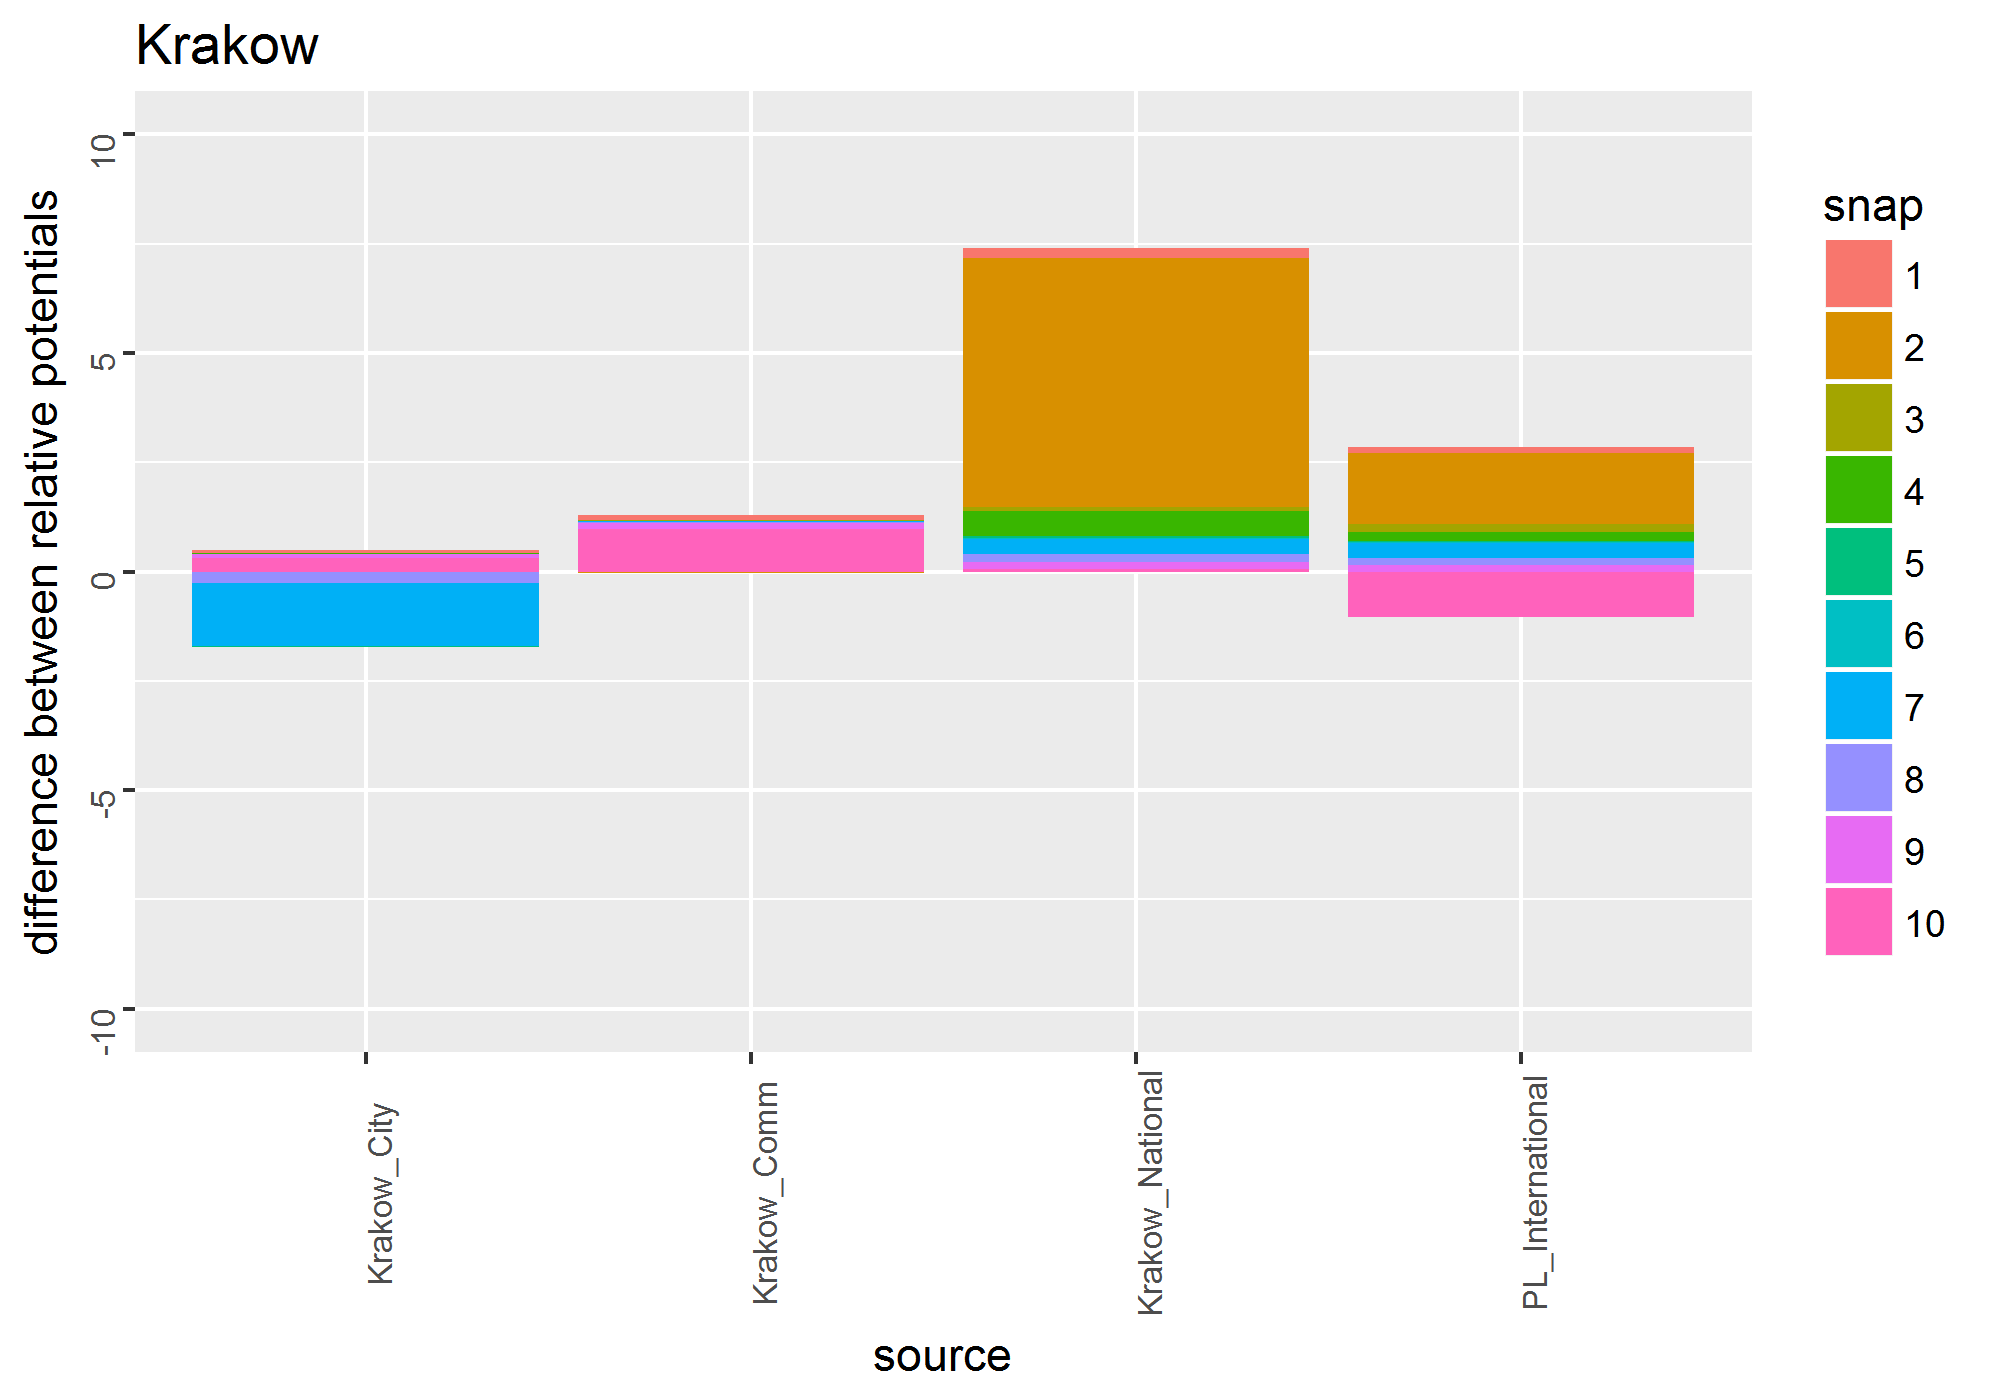 Krakow
difference between relative potentials
10
5
0
-5
-10
Krakow_City
Krakow_Comm
Krakow_National
PL_International
source
snap
1
2
3
4
5
6
7
8
9
10